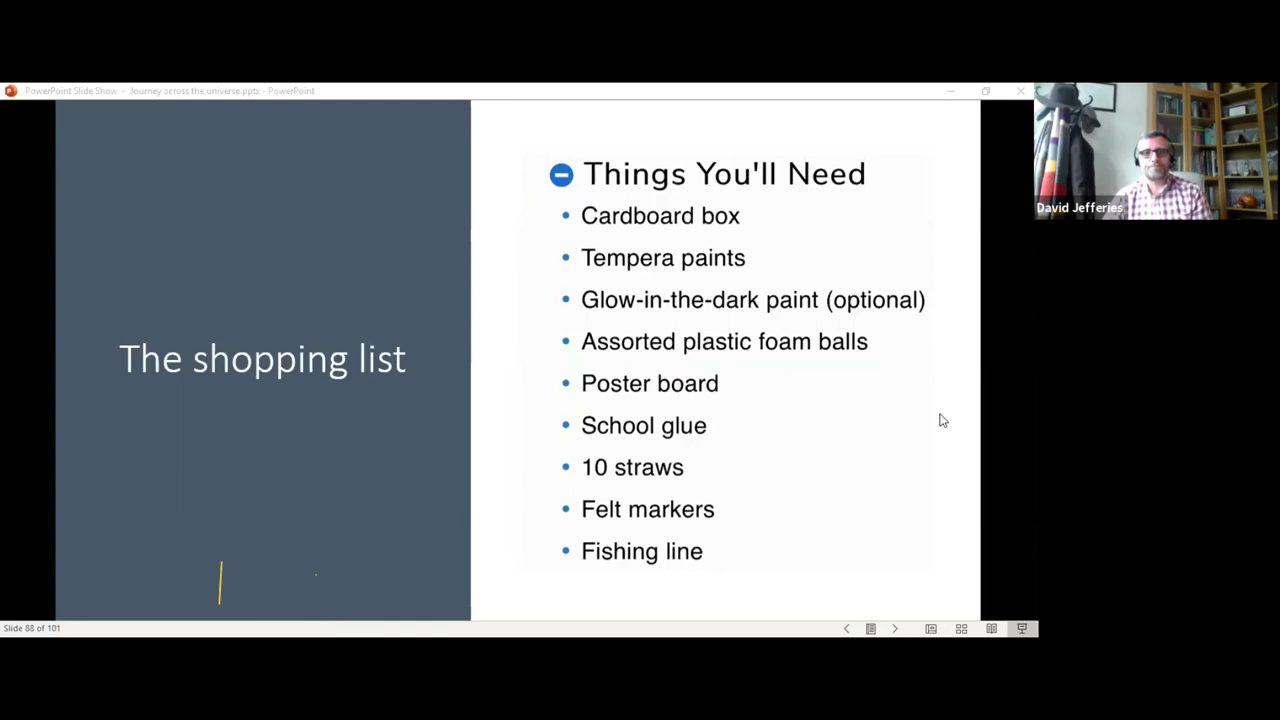 PowerPoint Slide Show - Journey across the universe.pptx - PowerPoint
The shopping list
Things You'll Need
• Cardboard box
• Tempera paints
• Glow-in-the-dark paint (optional)
• Assorted plastic foam balls
• Poster board
• School glue
• 10 straws
• Felt markers
• Fishing line
David Jefferies
Slide 88 of 101